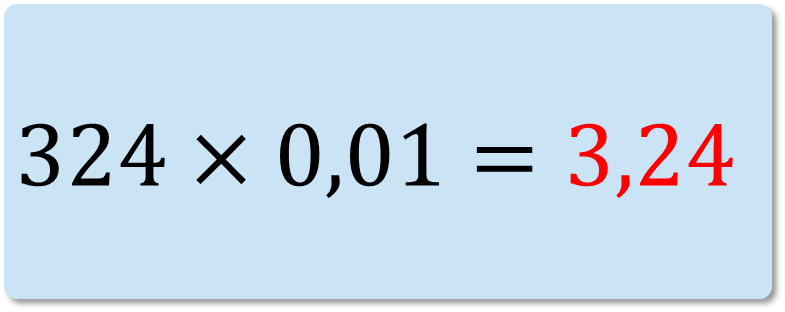 324 × 0,01 = 3,24